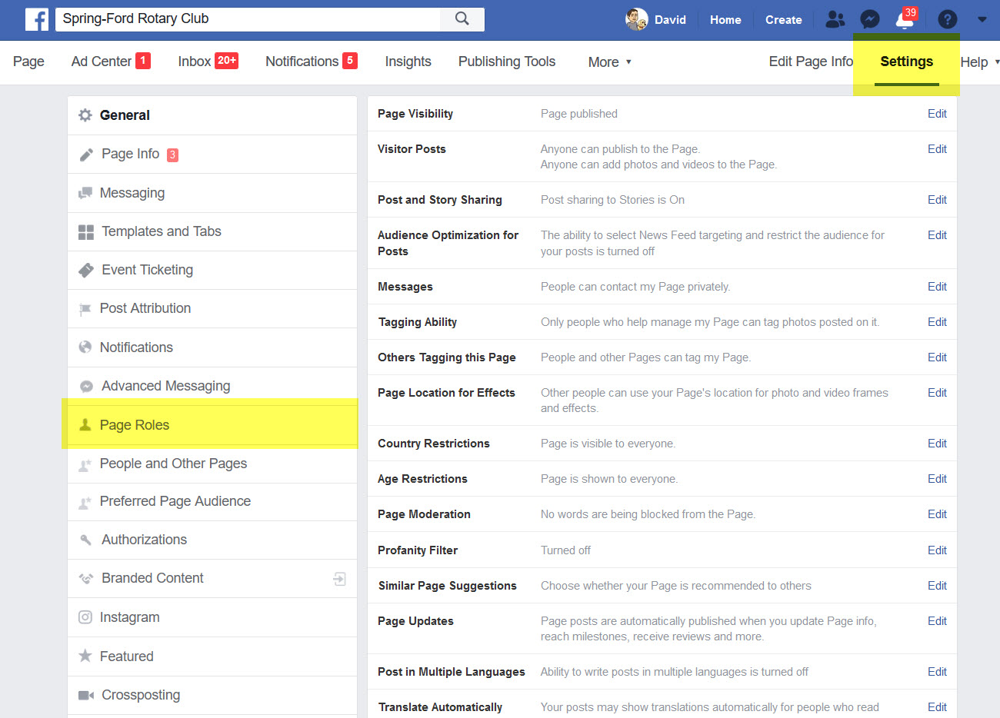 Spring-Ford Rotary Club
David Home Create 39
Page Ad Center 1 Inbox 20+ Notifications 5 Insights Publishing Tools More Edit Page Info Settings Help
General
Page Info 3
Messaging
Templates and Tabs
Event Ticketing
Post Attribution
Notifications
Advanced Messaging
Page Roles
People and Other Pages
Preferred Page Audience
Authorizations
Branded Content
Instagram
Featured
Crossposting
Page Visibility Page published Edit
Visitor Posts Anyone can publish to the Page. Edit
Anyone can add photos and videos to the Page.
Post and Story Sharing Post sharing to Stories is On Edit
Audience Optimization for The ability to select News Feed targeting and restrict the audience for Edit
Posts your posts is turned off
Messages People can contact my Page privately. Edit
Tagging Ability Only people who help manage my Page can tag photos posted on it. Edit
Others Tagging this Page People and other Pages can tag my Page. Edit
Page Location for Effects Other people can use your Page's location for photo and video frames Edit
and effects.
Country Restrictions Page is visible to everyone. Edit
Age Restrictions Page is shown to everyone. Edit
Page Moderation No words are being blocked from the Page. Edit
Profanity Filter Turned off Edit
Similar Page Suggestions Choose whether your Page is recommended to others Edit
Page Updates Page posts are automatically published when you update Page info, Edit
reach milestones, receive reviews and more.
Post in Multiple Languages Ability to write posts in multiple languages is turned off Edit
Translate Automatically Your posts may show translations automatically for people who read Edit